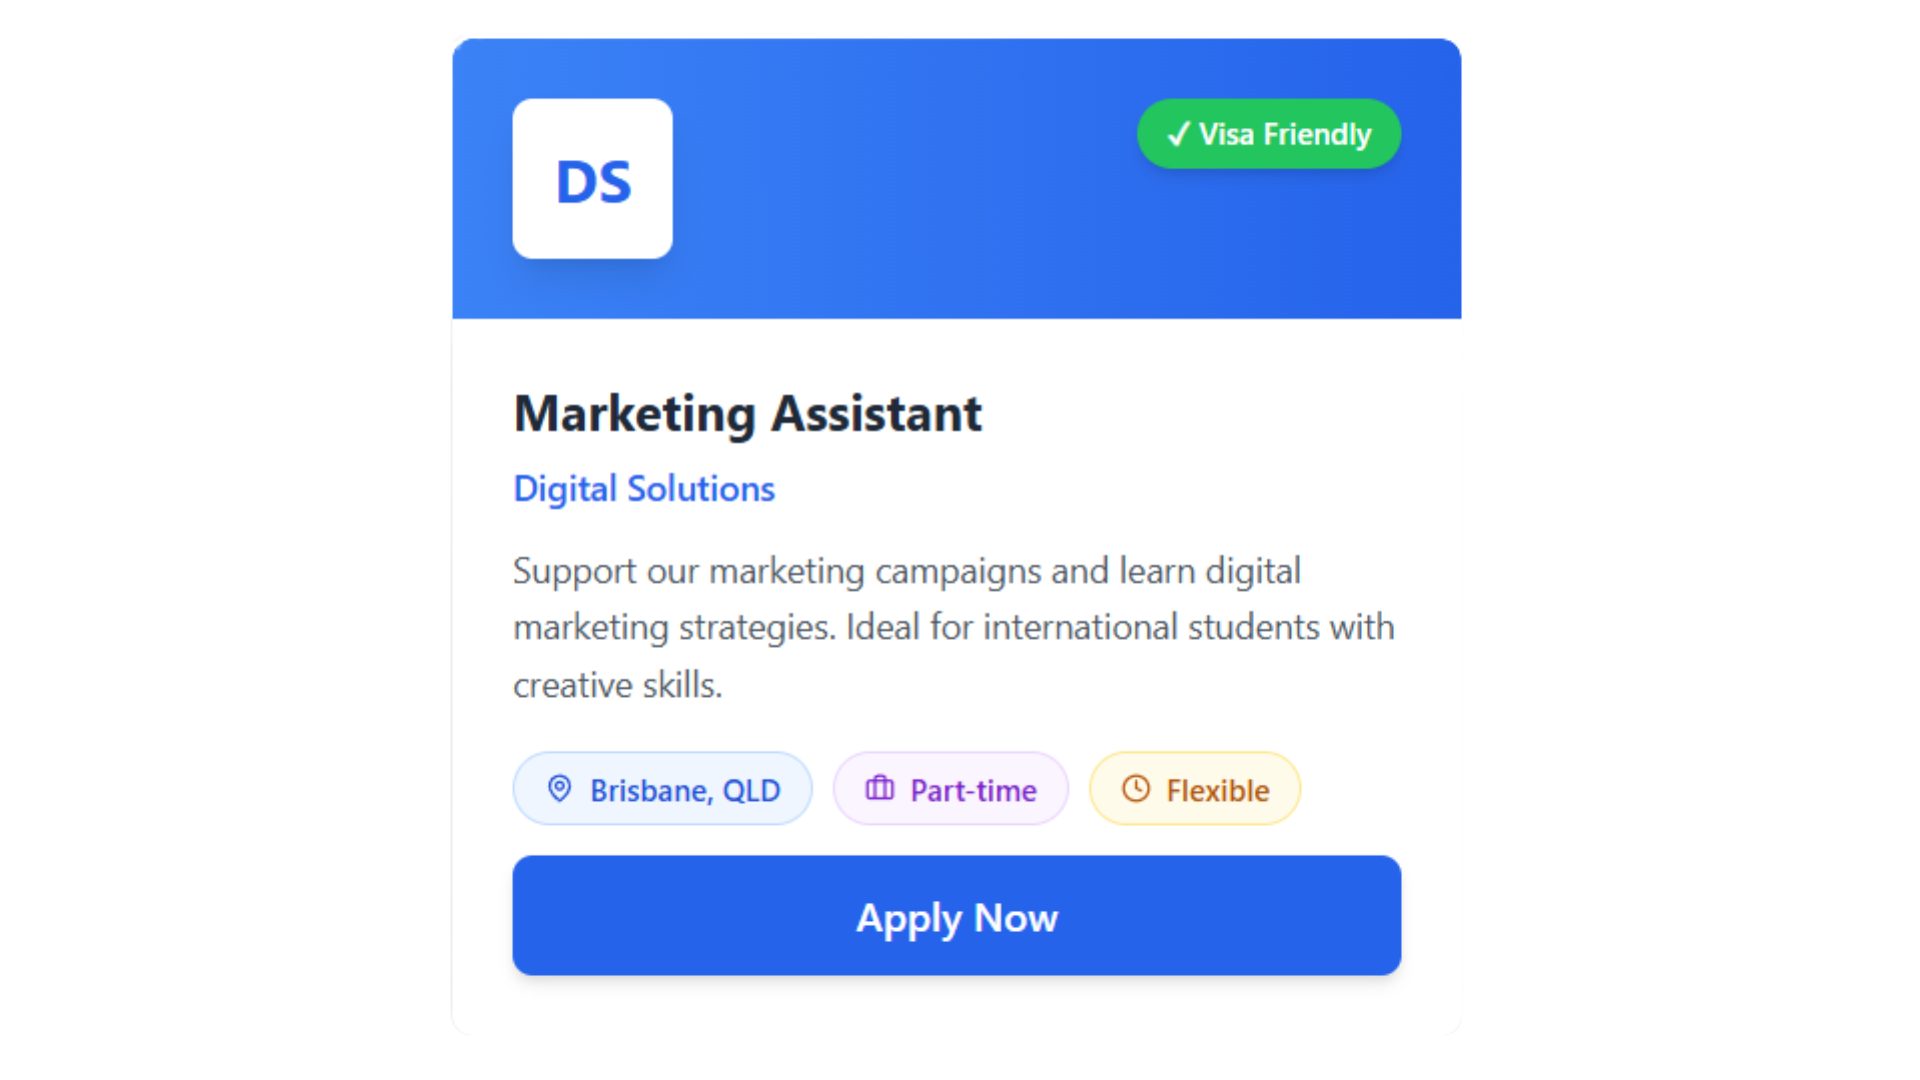 DS
✓ Visa Friendly
Marketing Assistant
Digital Solutions
Support our marketing campaigns and learn digital
marketing strategies. Ideal for international students with
creative skills.
Brisbane, QLD
Part-time
Flexible
Apply Now